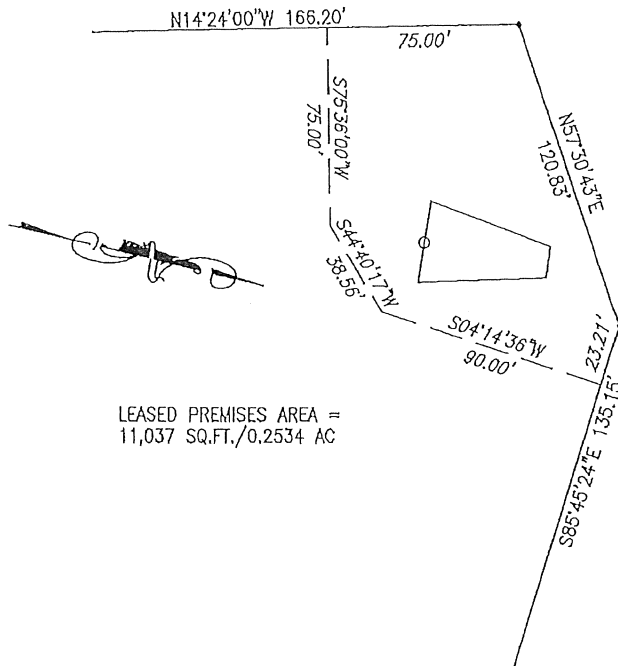 N14°24'00"W 166.20'
75.00'
S75°36'00"W
75.00'
N57°30'43"E
120.83'
S44°40'17"W
38.56'
S04°14'36"W
90.00'
23.21'
S85°45'24"E 135.15'
LEASED PREMISES AREA =
11,037 SQ.FT./0.2534 AC